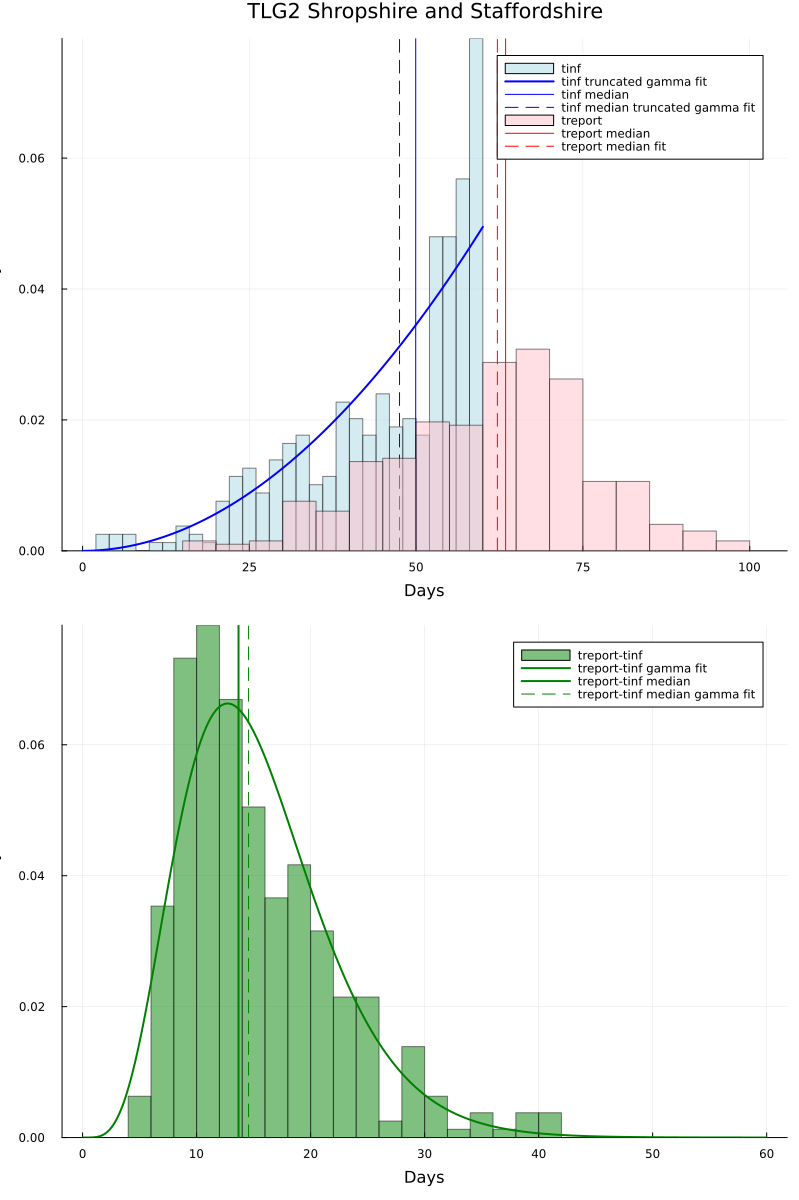 TLG2 Shropshire and Staffordshire
tinf
tinf truncated gamma fit
tinf median
tinf median truncated gamma fit
treport
treport median
treport median fit
0.06
0.04
0.02
0.00
0 25 50 75 100
Days
treport-tinf
treport-tinf gamma fit
treport-tinf median
treport-tinf median gamma fit
0.06
0.04
0.02
0.00
0 10 20 30 40 50 60
Days